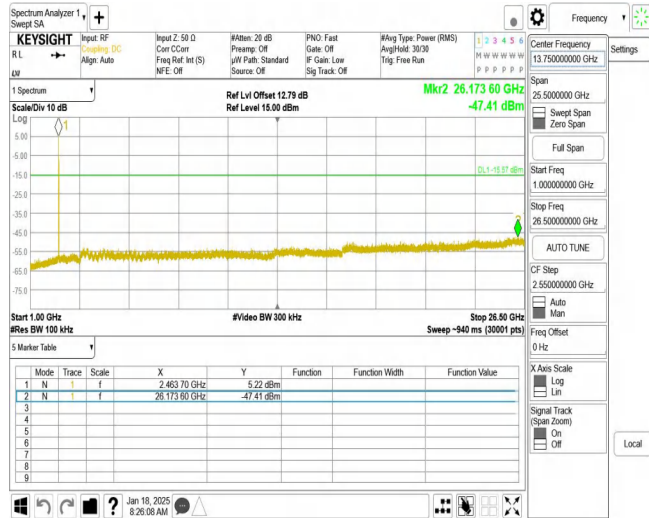 Spectrum Analyzer 1
Swept SA
+
Frequency
KEYSIGHT
RL
Input: RF
Coupling: DC
Align: Auto
Input Z: 50 Ω
Corr CCorr
Freq Ref: Int (S)
NFE: Off
#Atten: 20 dB
Preamp: Off
µW Path: Standard
Source: Off
PNO: Fast
Gate: Off
IF Gain: Low
Sig Track: Off
#Avg Type: Power (RMS)
Avg|Hold: 30/30
Trig: Free Run
1 2 3 4 5 6
M W W W W W
P P P P P P
1 Spectrum
Scale/Div 10 dB
Log
Ref Lvl Offset 12.79 dB
Ref Level 15.00 dBm
Mkr2 26.173 60 GHz
-47.41 dBm
1
5.00
-5.00
-15.0
-25.0
-35.0
-45.0
-55.0
-65.0
-75.0
DL1 -15.57 dBm
Start 1.00 GHz
#Res BW 100 kHz
#Video BW 300 kHz
Stop 26.50 GHz
Sweep ~940 ms (30001 pts)
5 Marker Table
Mode Trace Scale X Y Function Function Width Function Value
1 N 1 f 2.463 70 GHz 5.22 dBm
2 N 1 f 26.173 60 GHz -47.41 dBm
3
4
5
6
7
8
9
?
Jan 18, 2025
8:26:08 AM
Center Frequency
13.750000000 GHz
Settings
Span
25.5000000 GHz
Swept Span
Zero Span
Full Span
Start Freq
1.000000000 GHz
Stop Freq
26.500000000 GHz
AUTO TUNE
CF Step
2.550000000 GHz
Auto
Man
Freq Offset
0 Hz
X Axis Scale
Log
Lin
Signal Track
(Span Zoom)
On
Off
Local